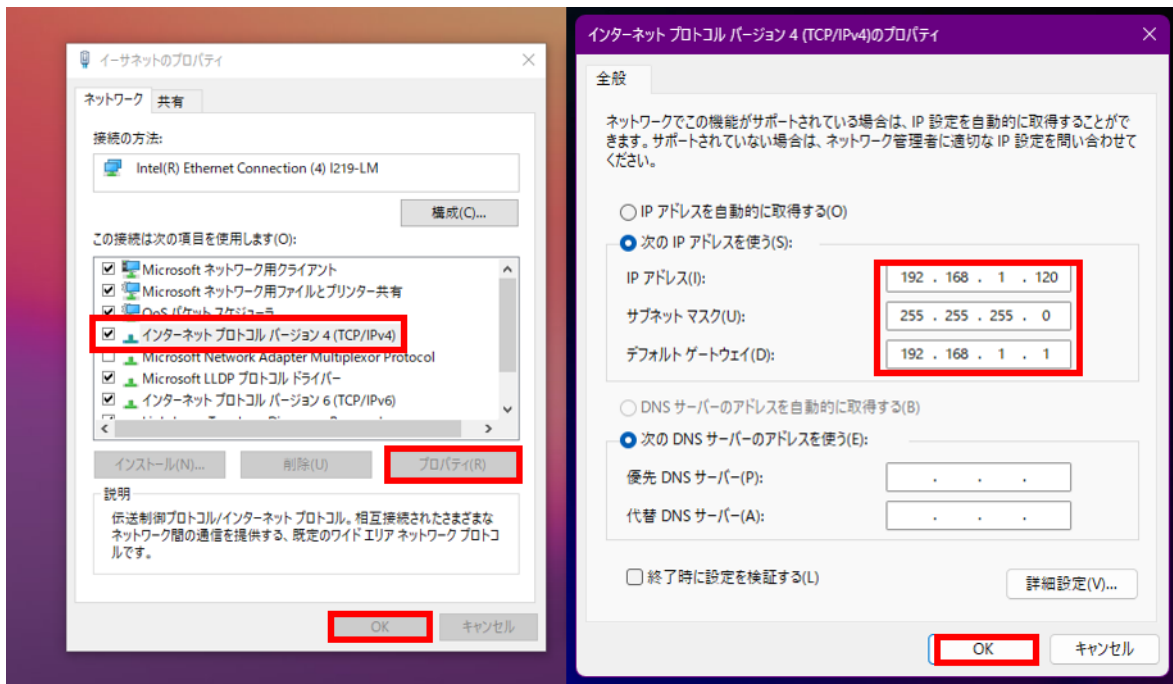 イーサネットのプロパティ
ネットワーク 共有
接続の方法:
Intel(R) Ethernet Connection (4) I219-LM
構成(C)...
この接続は次の項目を使用します(O):
Microsoft ネットワーク用クライアント
Microsoft ネットワーク用ファイルとプリンター共有
QoS パケット スケジューラ
インターネット プロトコル バージョン 4 (TCP/IPv4)
Microsoft Network Adapter Multiplexor Protocol
Microsoft LLDP プロトコル ドライバー
インターネット プロトコル バージョン 6 (TCP/IPv6)
インストール(N)... 削除(U) プロパティ(R)
説明
伝送制御プロトコル/インターネット プロトコル。相互接続されたさまざまな
ネットワーク間の通信を提供する、既定のワイド エリア ネットワーク プロトコ
ルです。
OK キャンセル
インターネット プロトコル バージョン 4 (TCP/IPv4)のプロパティ
全般
ネットワークでこの機能がサポートされている場合は、IP 設定を自動的に取得することがで
きます。サポートされていない場合は、ネットワーク管理者に適切な IP 設定を問い合わせて
ください。
IP アドレスを自動的に取得する(O)
次の IP アドレスを使う(S):
IP アドレス(I): 192 . 168 . 1 . 120
サブネット マスク(U): 255 . 255 . 255 . 0
デフォルト ゲートウェイ(D): 192 . 168 . 1 . 1
DNS サーバーのアドレスを自動的に取得する(B)
次の DNS サーバーのアドレスを使う(E):
優先 DNS サーバー(P): . . .
代替 DNS サーバー(A): . . .
終了時に設定を検証する(L)
詳細設定(V)...
OK キャンセル